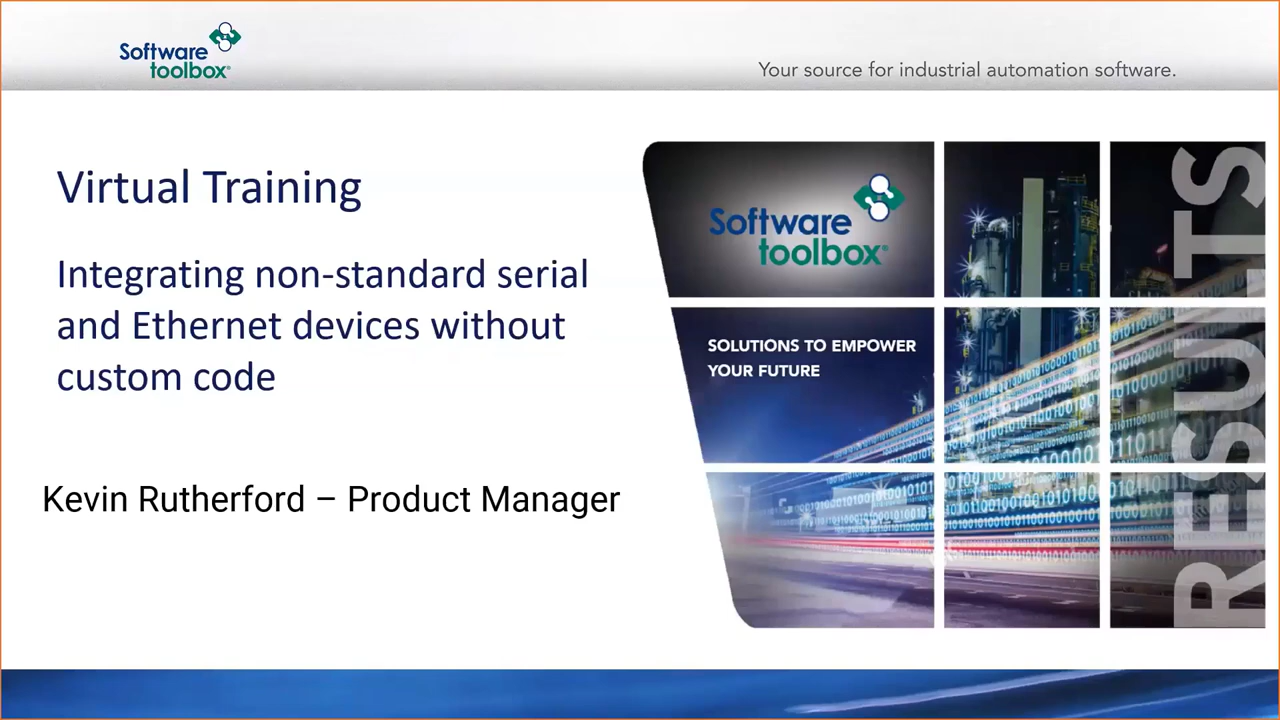 Software
toolbox®
Your source for industrial automation software.
Virtual Training
Integrating non-standard serial
and Ethernet devices without
custom code
Kevin Rutherford – Product Manager
Software
toolbox®
SOLUTIONS TO EMPOWER
YOUR FUTURE
RESULTS